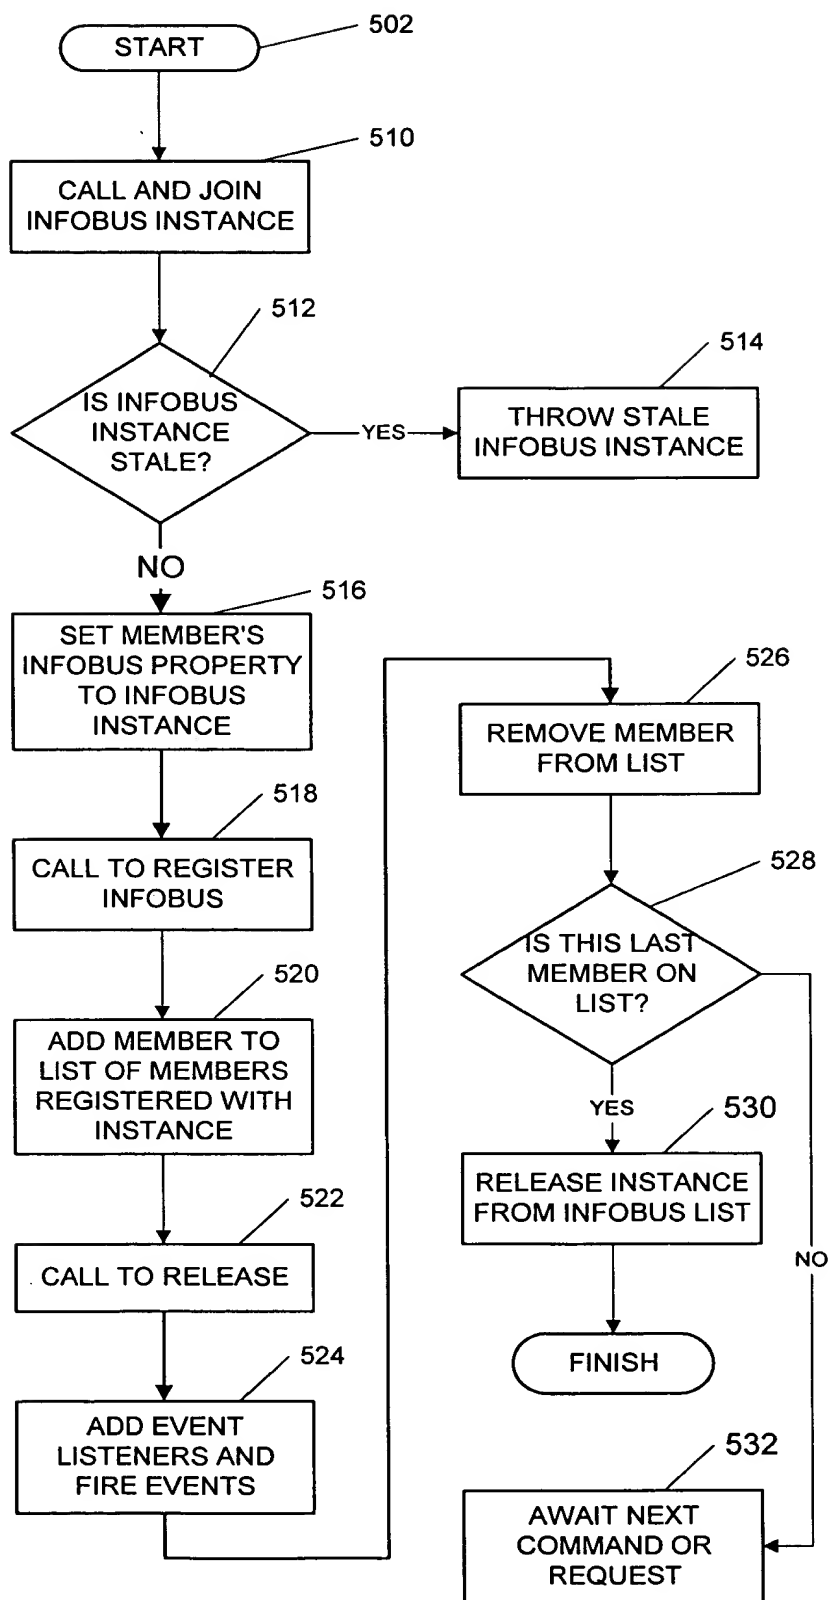 START
502
510
CALL AND JOIN
INFOBUS INSTANCE
512
IS INFOBUS
INSTANCE
STALE?
YES
514
THROW STALE
INFOBUS INSTANCE
NO
516
SET MEMBER'S
INFOBUS PROPERTY
TO INFOBUS
INSTANCE
518
CALL TO REGISTER
INFOBUS
520
ADD MEMBER TO
LIST OF MEMBERS
REGISTERED WITH
INSTANCE
522
CALL TO RELEASE
524
ADD EVENT
LISTENERS AND
FIRE EVENTS
526
REMOVE MEMBER
FROM LIST
528
IS THIS LAST
MEMBER ON
LIST?
YES
530
RELEASE INSTANCE
FROM INFOBUS LIST
NO
FINISH
532
AWAIT NEXT
COMMAND OR
REQUEST